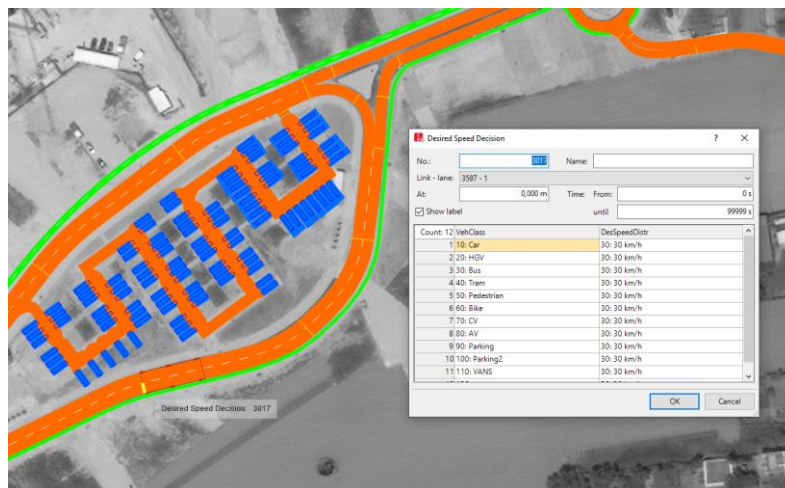 Desired Speed Decision
No.: 3017 Name:
Link - lane: 3597 - 1
At: 0,000 m Time: From: 0 s
Show label until 99999 s
Count: 12 VehClass DesSpeedDistr
1 10: Car 30: 30 km/h
2 20: HGV 30: 30 km/h
3 30: Bus 30: 30 km/h
4 40: Tram 30: 30 km/h
5 50: Pedestrian 30: 30 km/h
6 60: Bike 30: 30 km/h
7 70: CV 30: 30 km/h
8 80: AV 30: 30 km/h
9 90: Parking 30: 30 km/h
10 100: Parking2 30: 30 km/h
11 110: VANS 30: 30 km/h
OK Cancel
Desired Speed Decision 3017